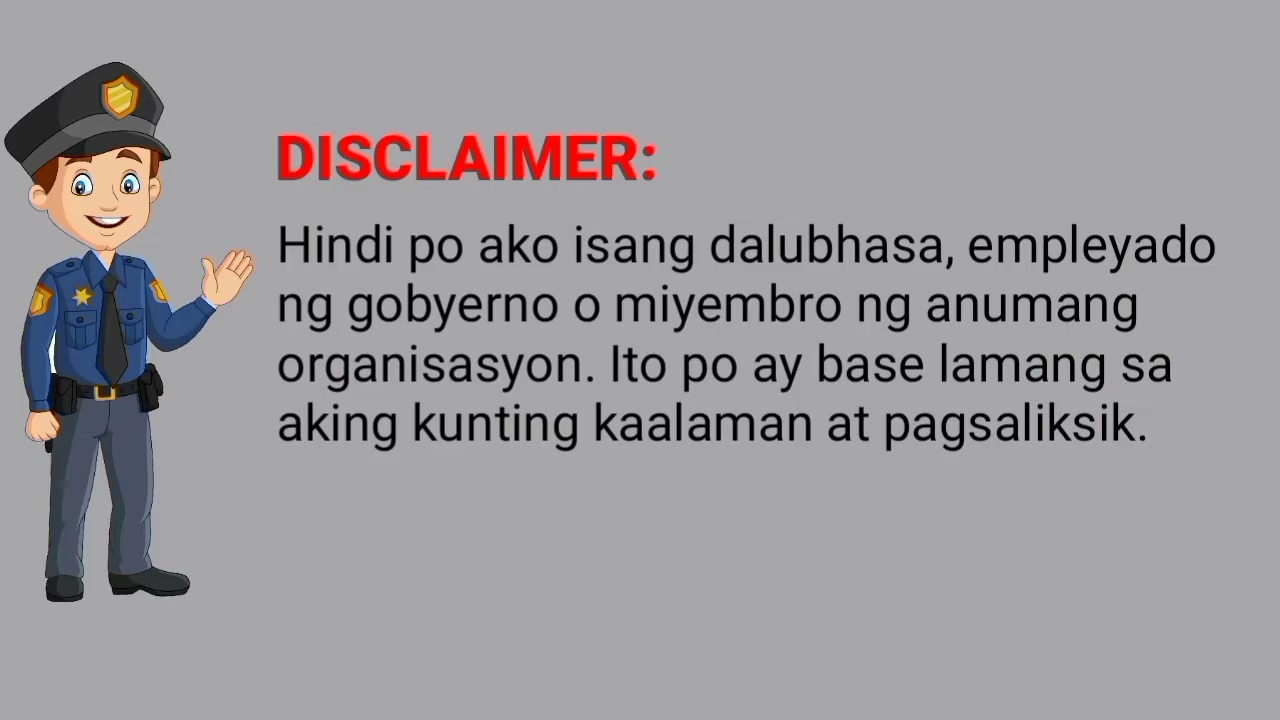 DISCLAIMER:
Hindi po ako isang dalubhasa, empleyado
ng gobyerno o miyembro ng anumang
organisasyon. Ito po ay base lamang sa
aking kunting kaalaman at pagsaliksik.